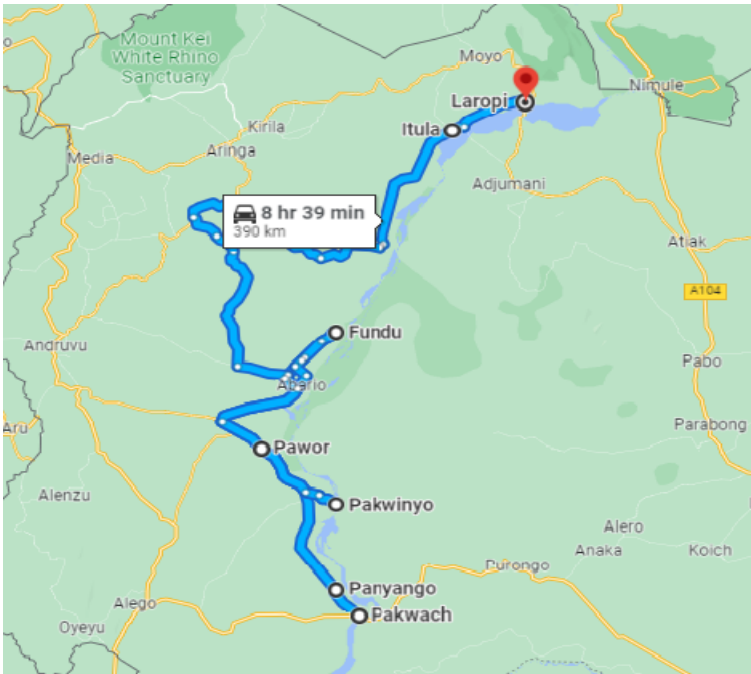 Mount Kei
White Rhino
Sanctuary
Moyo
Nimule
Laropi
Itula
Kirila
Aringa
Media
Adjumani
8 hr 39 min
390 km
Atiak
A104
Fundu
Andruvu
Pabo
Abario
Parabong
Aru
Pawor
Alenzu
Pakwinyo
Alero
Anaka
Koich
Purongo
Panyango
Alego
Pakwach
Oyeyu